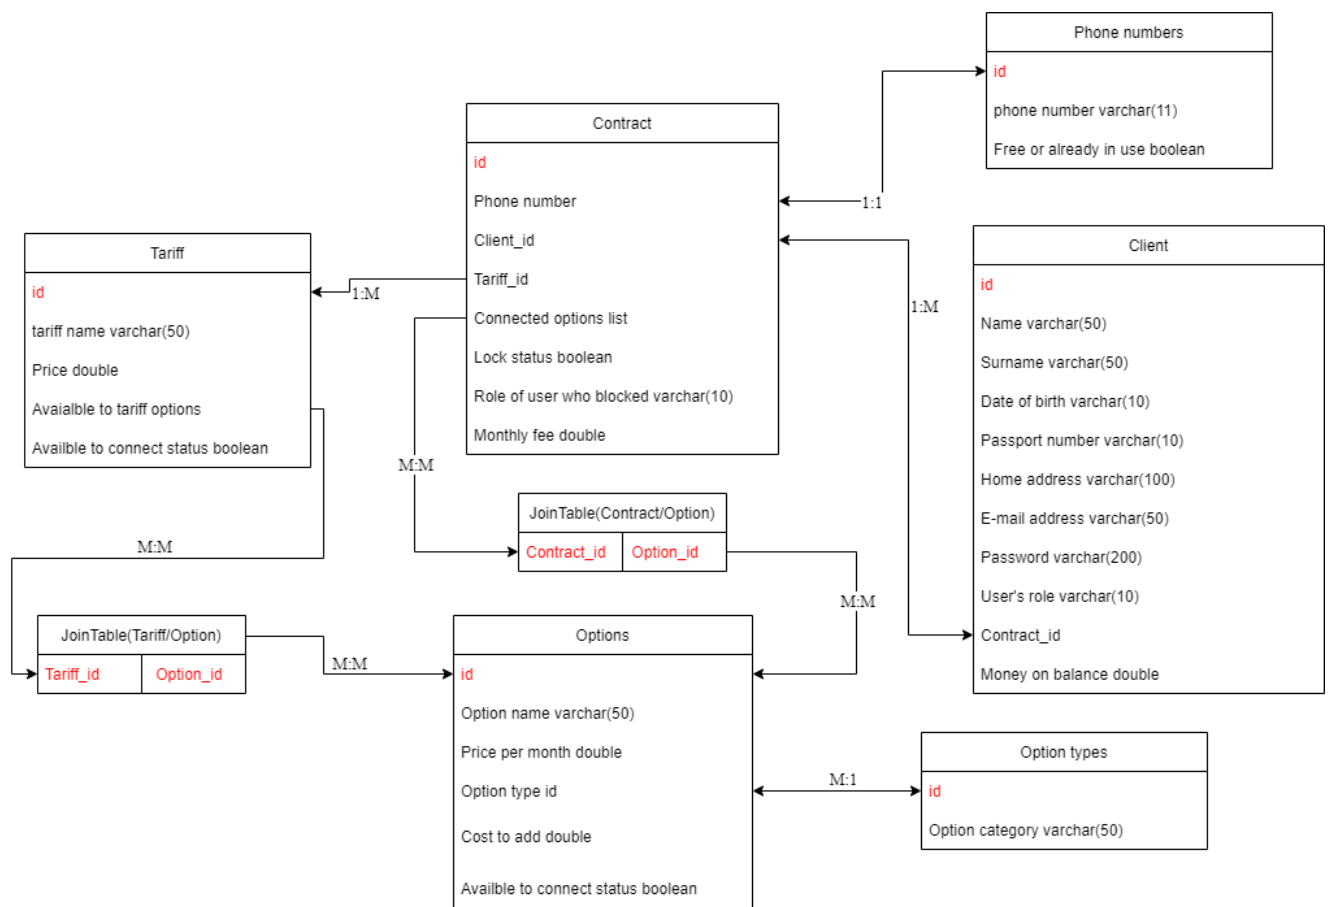 Phone numbers
id
phone number varchar(11)
Free or already in use boolean
Contract
id
Phone number
Client_id
Tariff_id
Connected options list
Lock status boolean
Role of user who blocked varchar(10)
Monthly fee double
1:1
Client
id
Name varchar(50)
Surname varchar(50)
Date of birth varchar(10)
Passport number varchar(10)
Home address varchar(100)
E-mail address varchar(50)
Password varchar(200)
User's role varchar(10)
Contract_id
Money on balance double
1:M
Tariff
id
tariff name varchar(50)
Price double
Avaialble to tariff options
Availble to connect status boolean
1:M
M:M
M:M
JoinTable(Contract/Option)
Contract_id Option_id
M:M
JoinTable(Tariff/Option)
Tariff_id Option_id
M:M
Options
id
Option name varchar(50)
Price per month double
Option type id
Cost to add double
Availble to connect status boolean
M:1
Option types
id
Option category varchar(50)